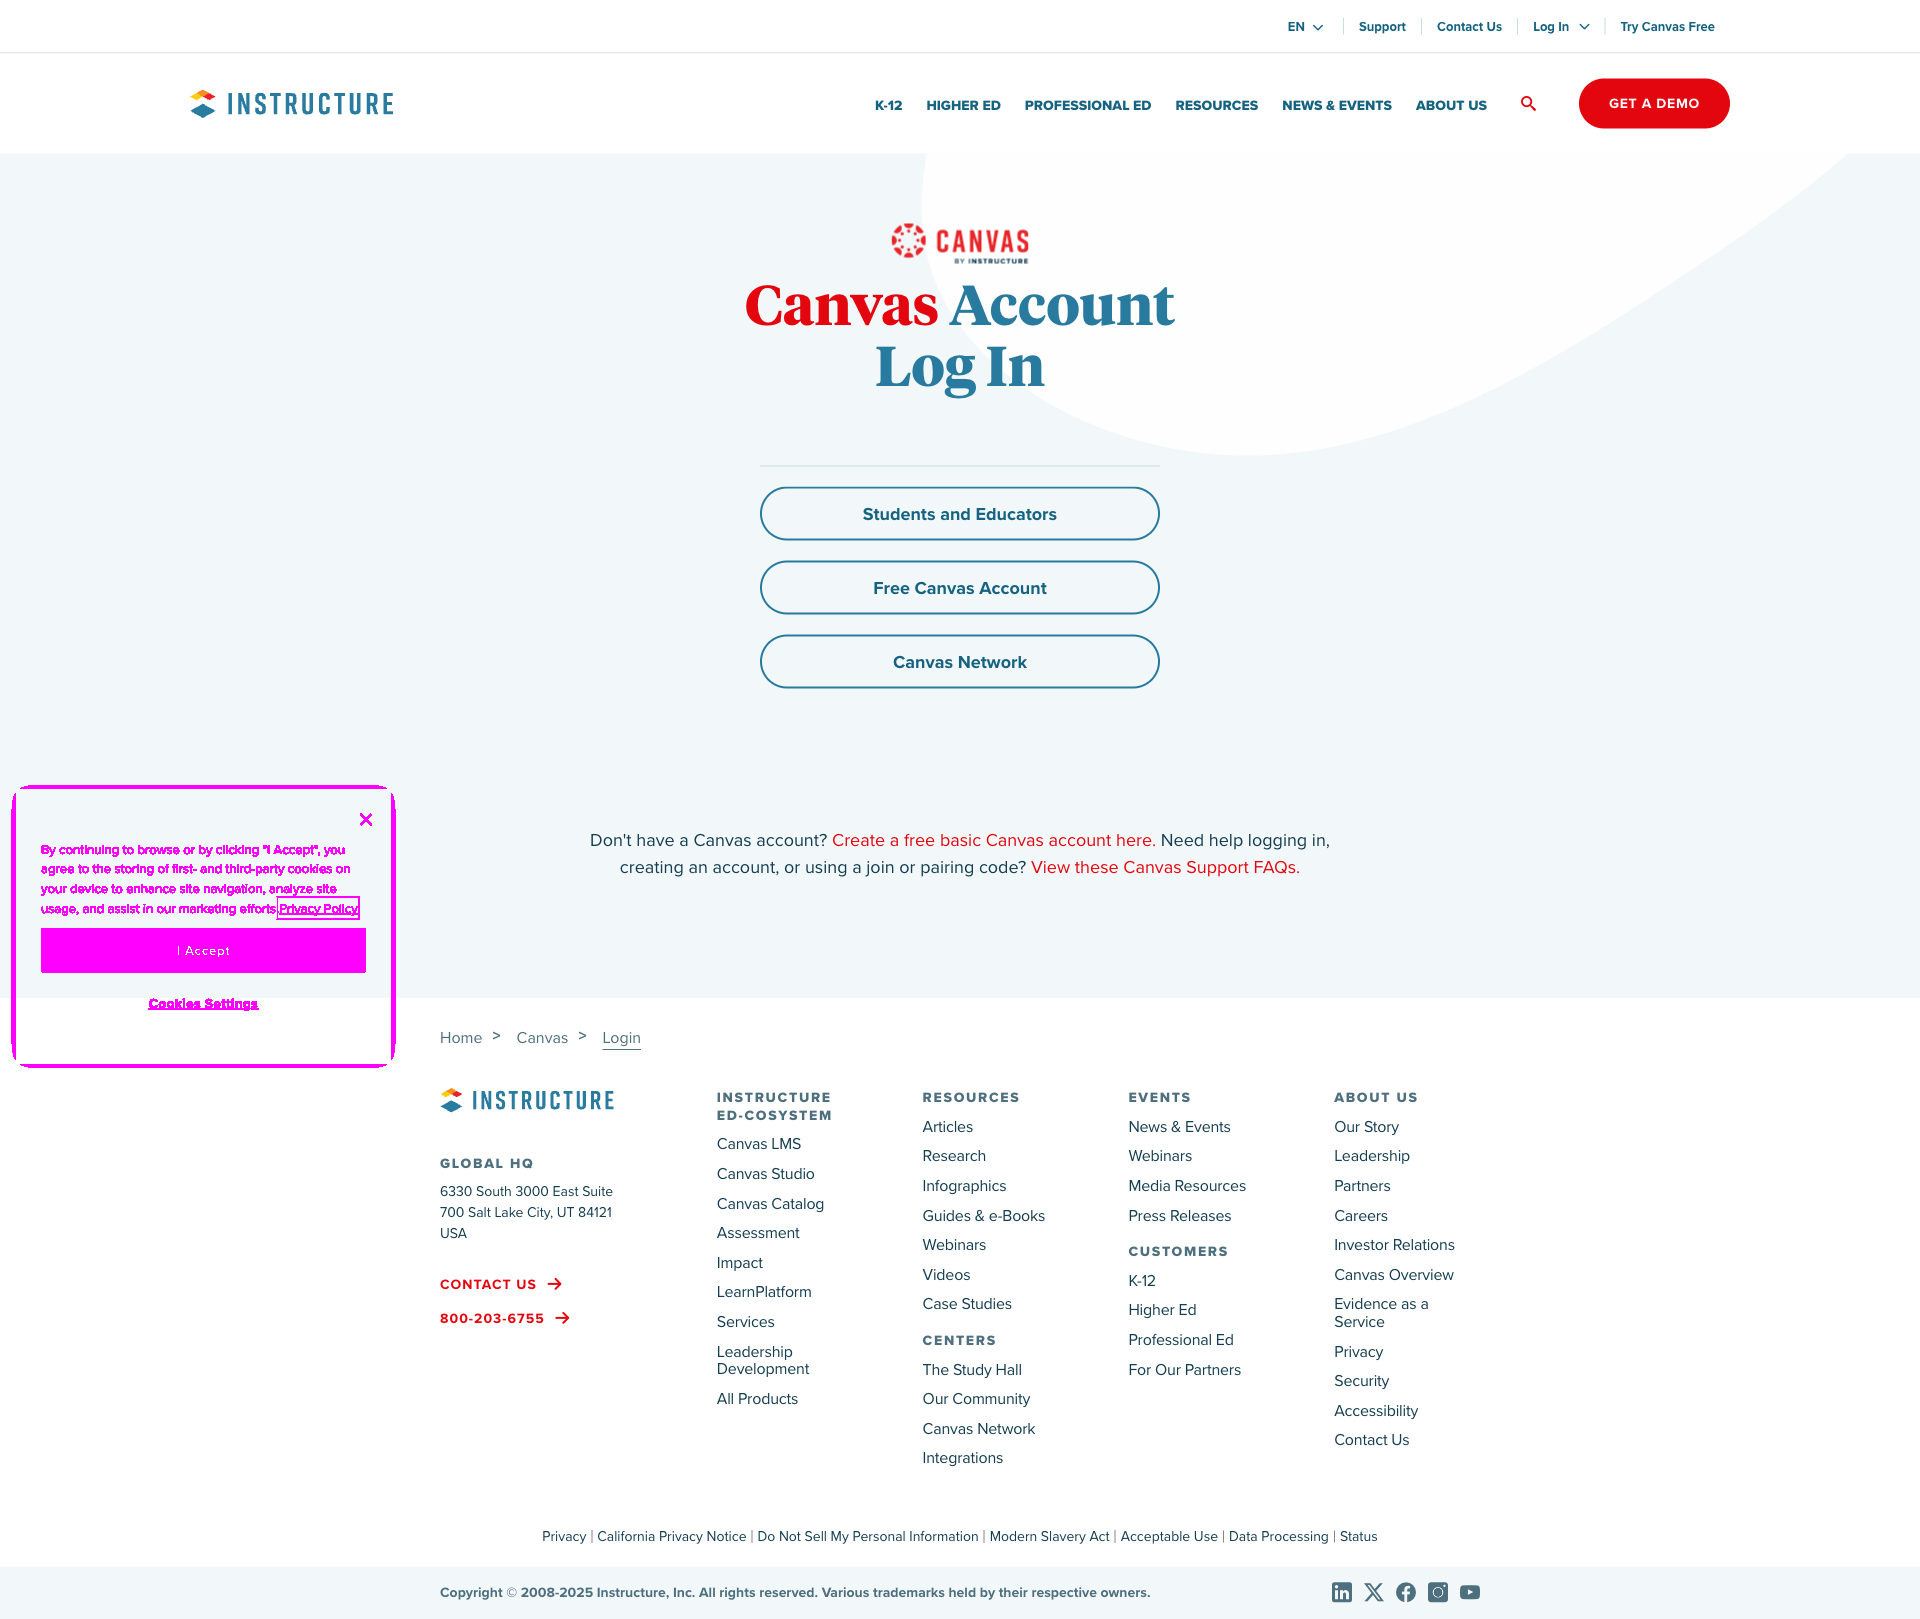 EN
Support
Contact Us
Log In
Try Canvas Free
INSTRUCTURE
K-12
HIGHER ED
PROFESSIONAL ED
RESOURCES
NEWS & EVENTS
ABOUT US
GET A DEMO
CANVAS
BY INSTRUCTURE
Canvas Account
Log In
Students and Educators
Free Canvas Account
Canvas Network
Don't have a Canvas account? Create a free basic Canvas account here. Need help logging in,
creating an account, or using a join or pairing code? View these Canvas Support FAQs.
By continuing to browse or by clicking "I Accept", you
agree to the storing of first- and third-party cookies on
your device to enhance site navigation, analyze site
usage, and assist in our marketing efforts.Privacy Policy
I Accept
Cookies Settings
Home > Canvas > Login
INSTRUCTURE
GLOBAL HQ
6330 South 3000 East Suite
700 Salt Lake City, UT 84121
USA
CONTACT US
800-203-6755
INSTRUCTURE
ED-COSYSTEM
Canvas LMS
Canvas Studio
Canvas Catalog
Assessment
Impact
LearnPlatform
Services
Leadership
Development
All Products
RESOURCES
Articles
Research
Infographics
Guides & e-Books
Webinars
Videos
Case Studies
CENTERS
The Study Hall
Our Community
Canvas Network
Integrations
EVENTS
News & Events
Webinars
Media Resources
Press Releases
CUSTOMERS
K-12
Higher Ed
Professional Ed
For Our Partners
ABOUT US
Our Story
Leadership
Partners
Careers
Investor Relations
Canvas Overview
Evidence as a
Service
Privacy
Security
Accessibility
Contact Us
Privacy | California Privacy Notice | Do Not Sell My Personal Information | Modern Slavery Act | Acceptable Use | Data Processing | Status
Copyright © 2008-2025 Instructure, Inc. All rights reserved. Various trademarks held by their respective owners.